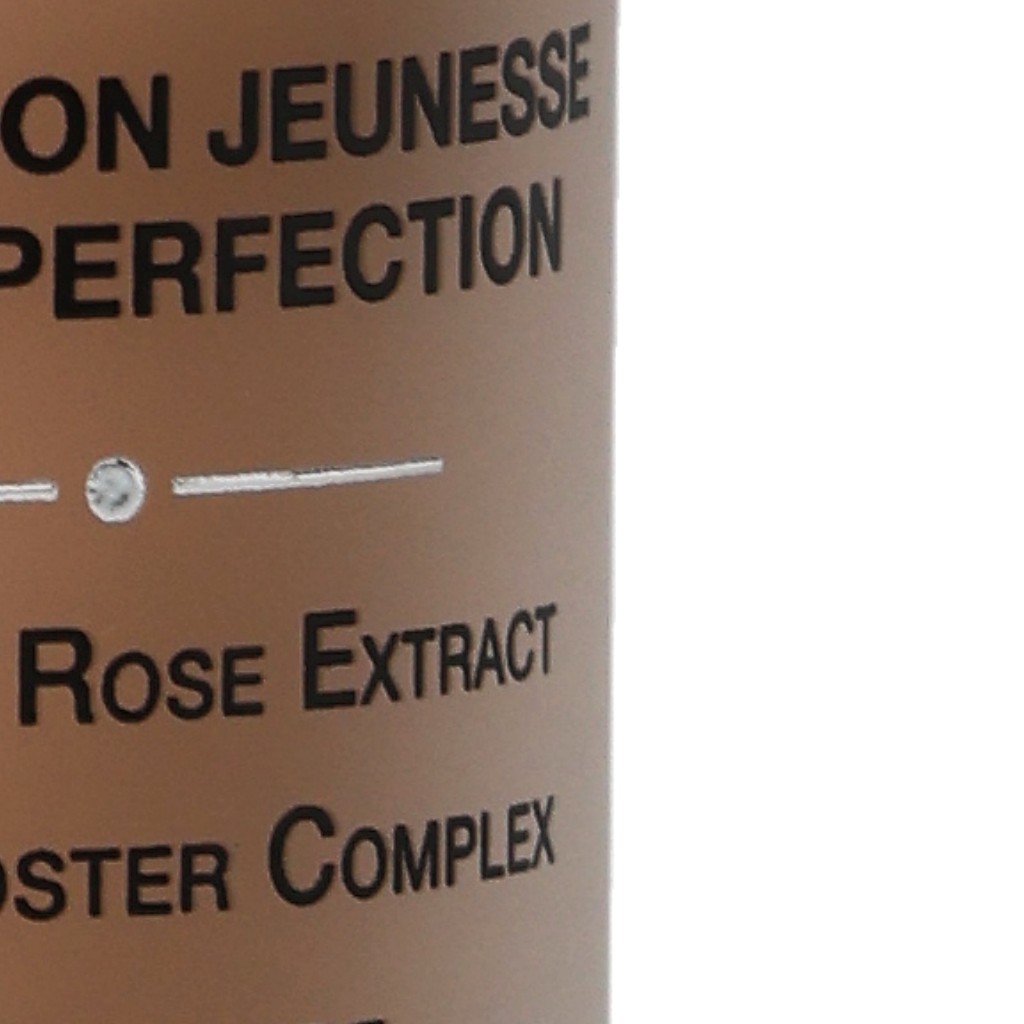 ON JEUNESSE
PERFECTION
ROSE EXTRACT
OSTER COMPLEX